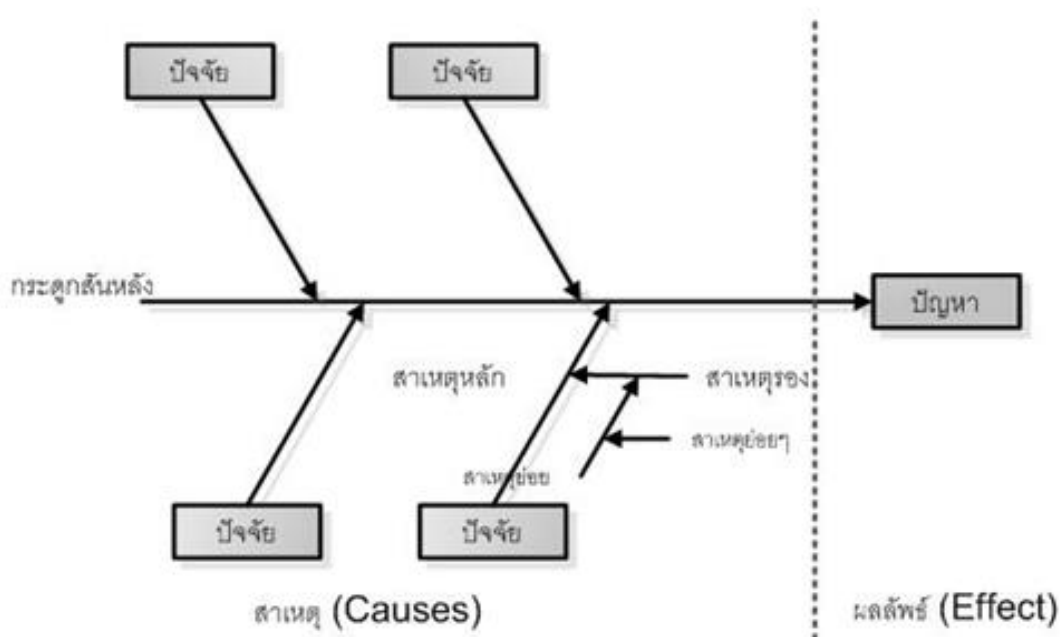 ปัจจัย
ปัจจัย
กระดูกสันหลัง
ปัญหา
สาเหตุหลัก
สาเหตุรอง
สาเหตุย่อยๆ
สาเหตุย่อย
ปัจจัย
ปัจจัย
สาเหตุ (Causes)
ผลลัพธ์ (Effect)